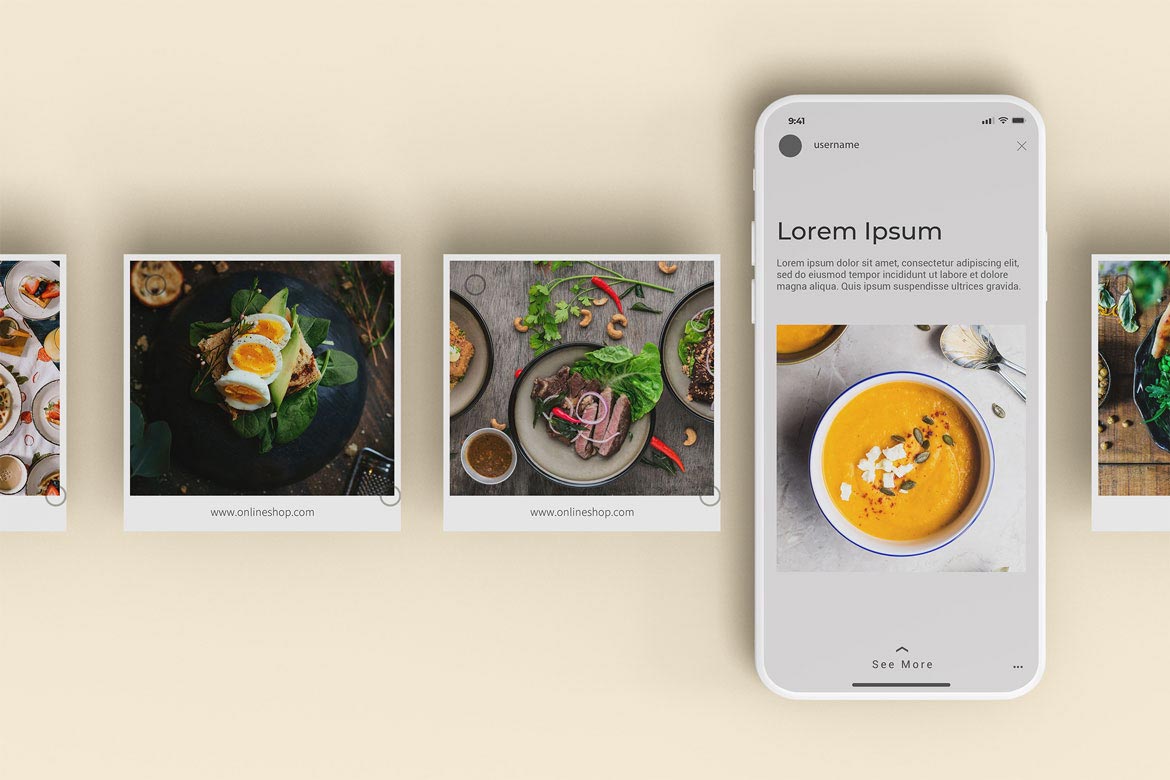 9:41
username
Lorem Ipsum
Lorem ipsum dolor sit amet, consectetur adipiscing elit,
sed do eiusmod tempor incididunt ut labore et dolore
magna aliqua. Quis ipsum suspendisse ultrices gravida.
www.onlineshop.com
www.onlineshop.com
See More